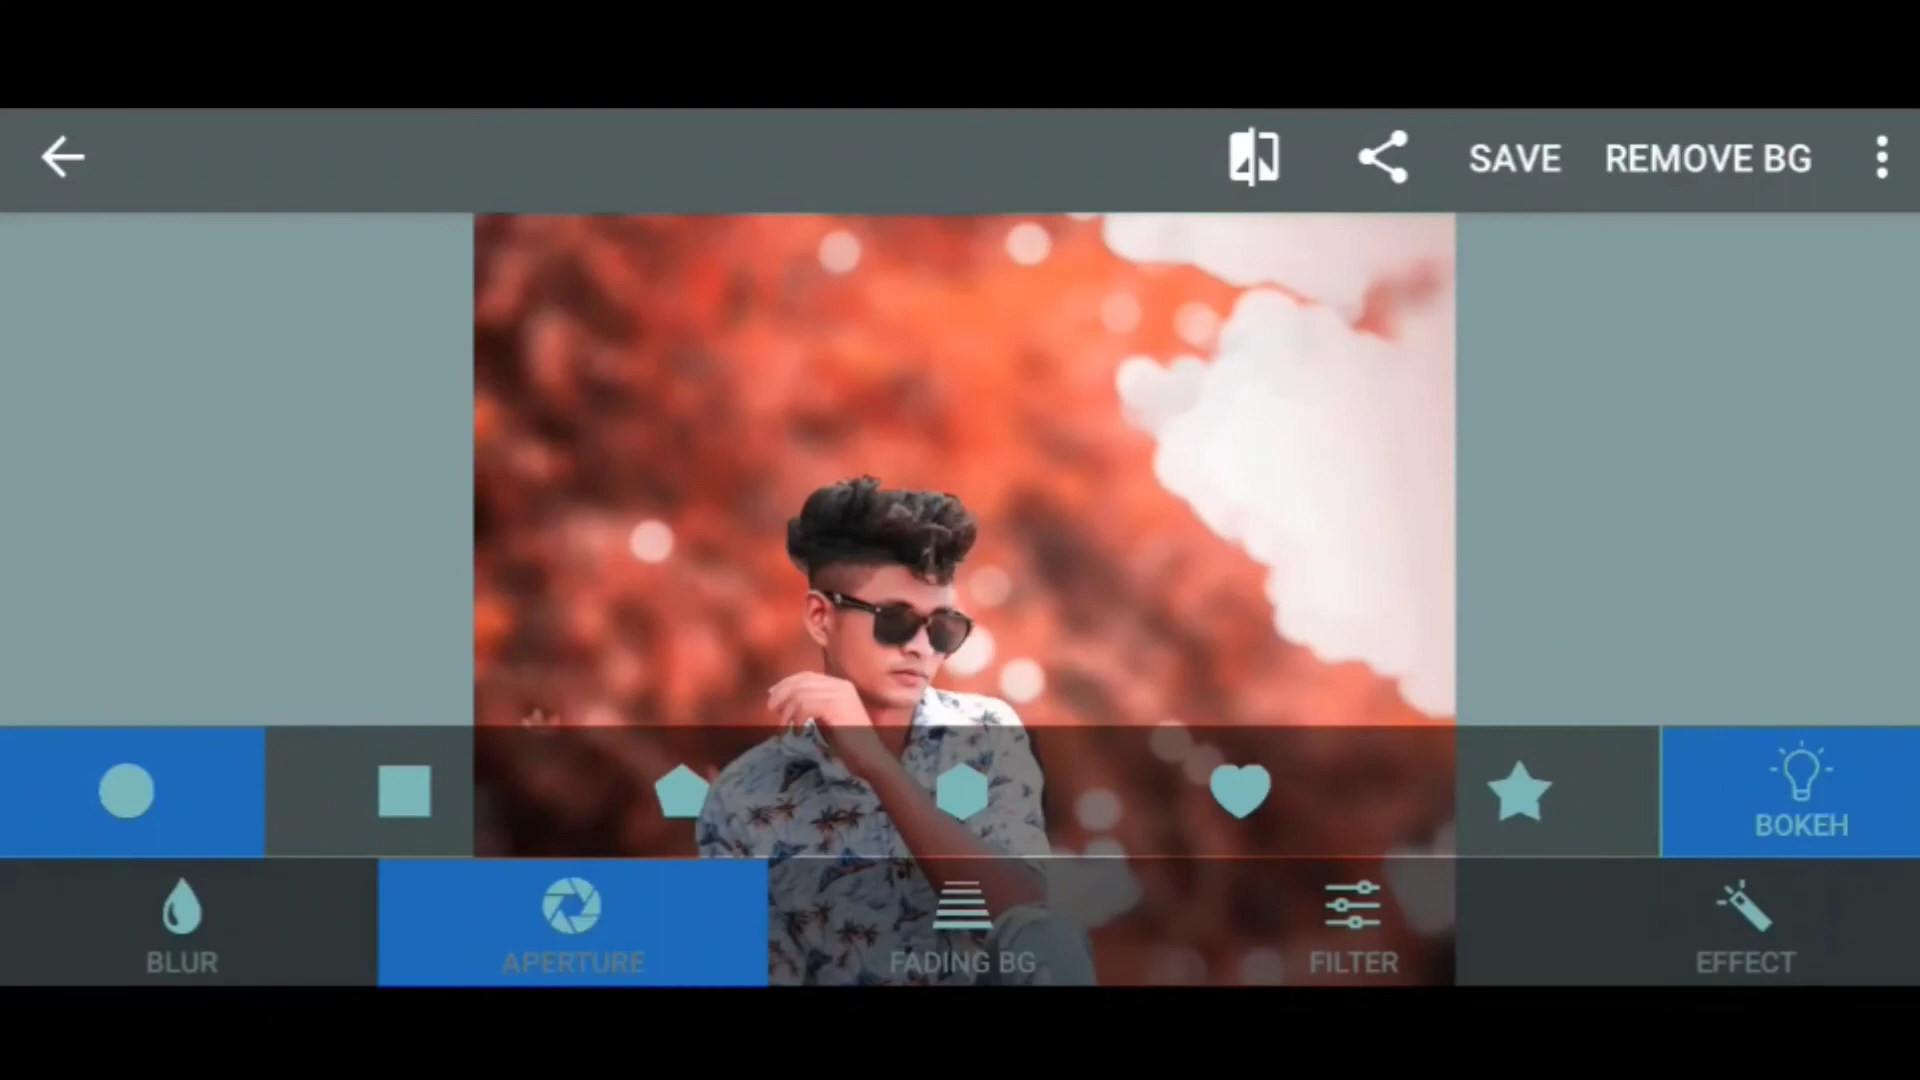 SAVE
REMOVE BG
BOKEH
BLUR
APERTURE
FADING BG
FILTER
EFFECT